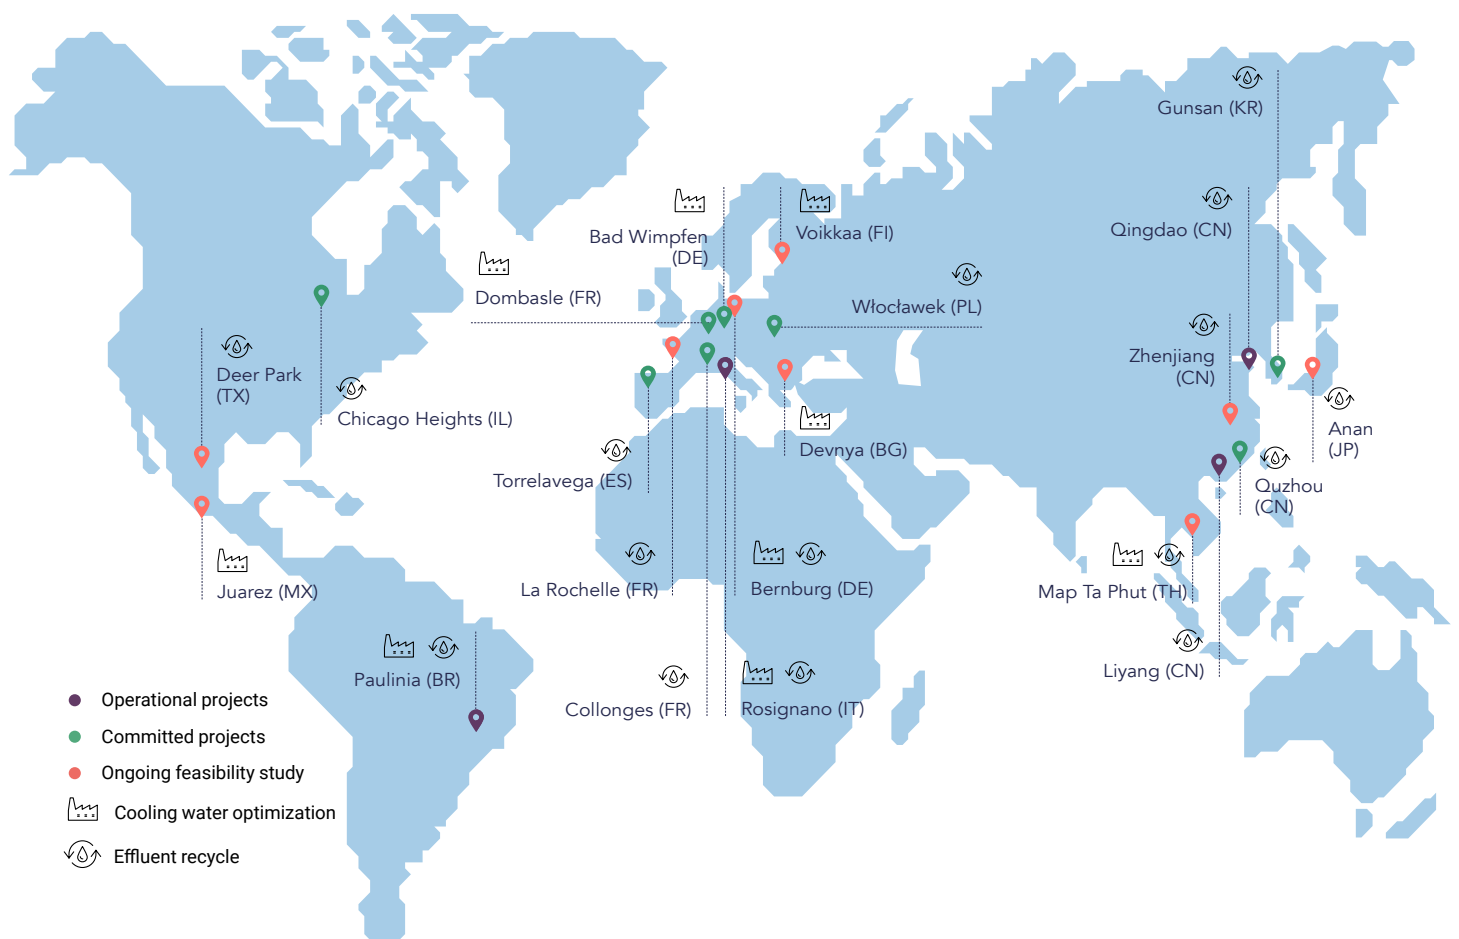 Gunsan (KR)
Qingdao (CN)
Bad Wimpfen
(DE)
Voikkaa (FI)
Dombasle (FR)
Włocławek (PL)
Zhenjiang
(CN)
Deer Park
(TX)
Chicago Heights (IL)
Anan
(JP)
Devnya (BG)
Torrelavega (ES)
Quzhou
(CN)
Juarez (MX)
La Rochelle (FR)
Bernburg (DE)
Map Ta Phut (TH)
Liyang (CN)
Paulinia (BR)
Collonges (FR)
Rosignano (IT)
Operational projects
Committed projects
Ongoing feasibility study
Cooling water optimization
Effluent recycle